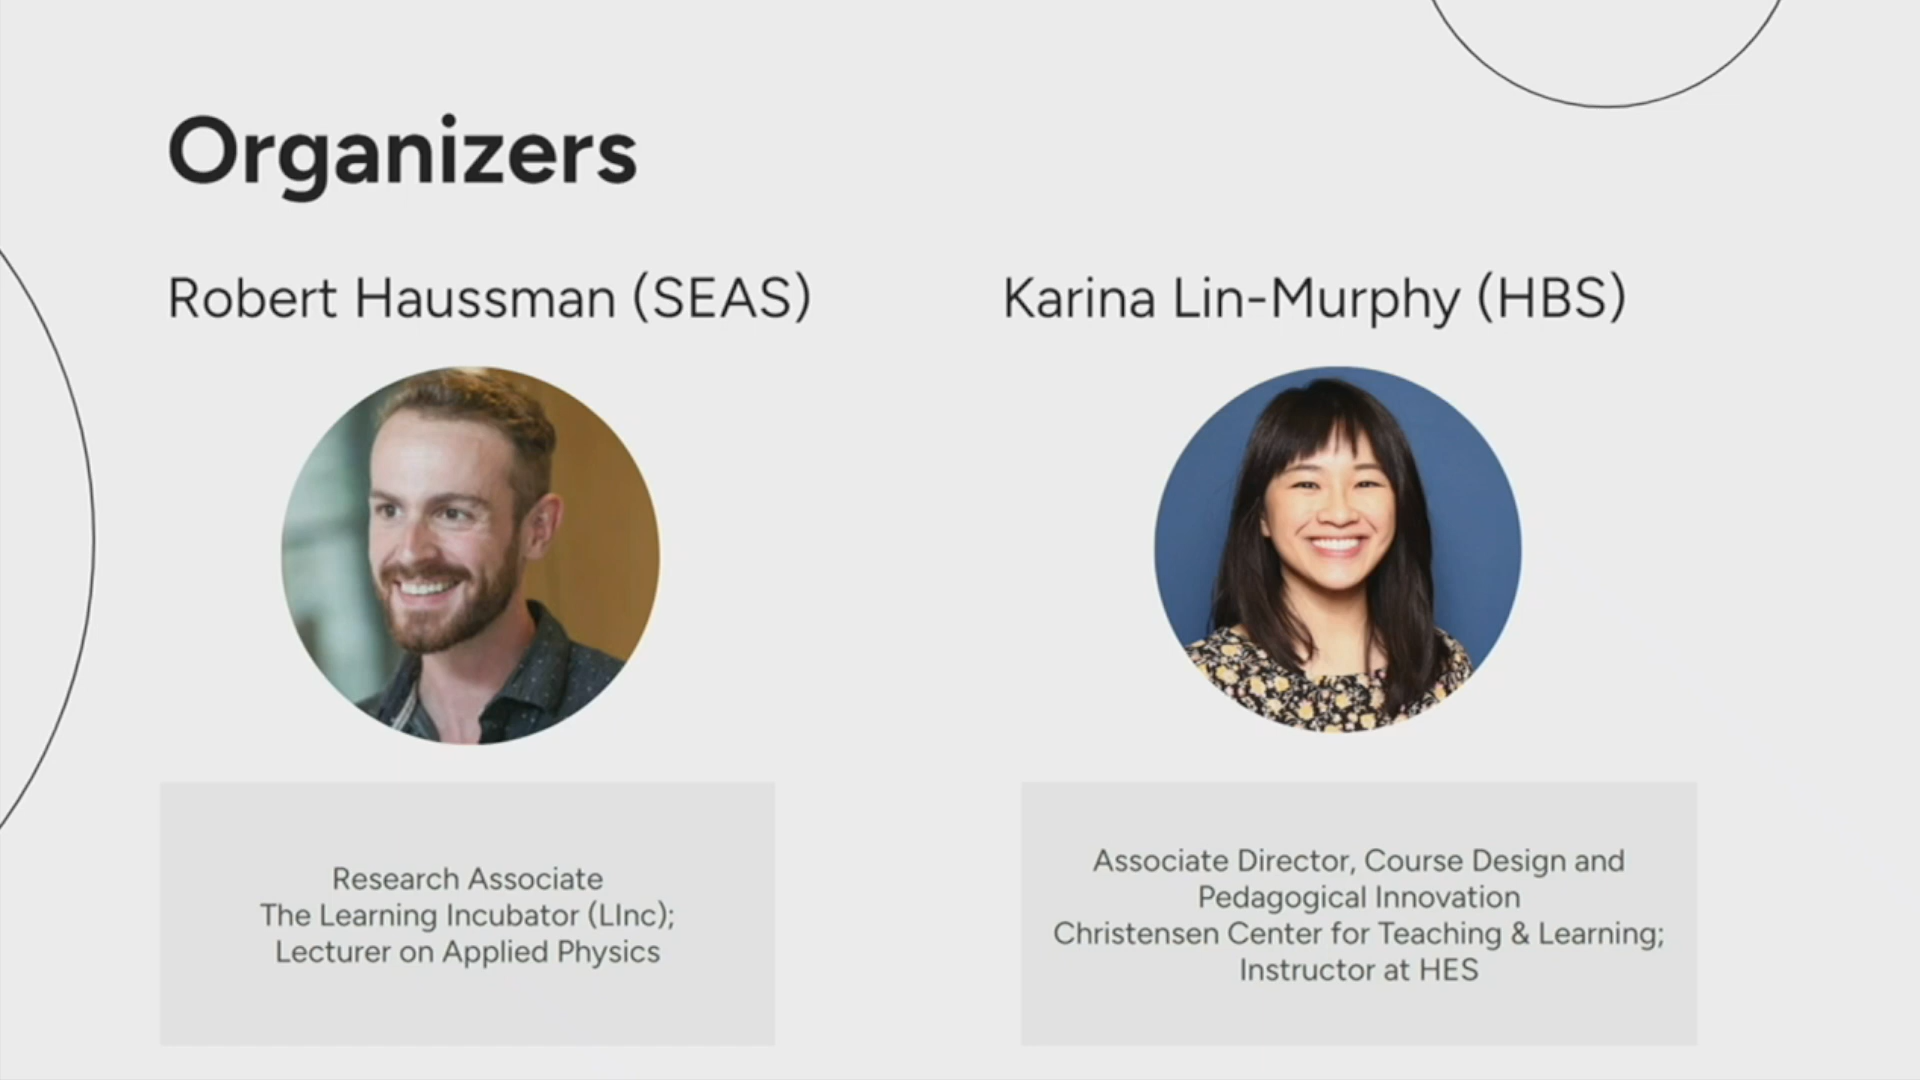 Organizers
Robert Haussman (SEAS)
Karina Lin-Murphy (HBS)
Research Associate
The Learning Incubator (LInc);
Lecturer on Applied Physics
Associate Director, Course Design and
Pedagogical Innovation
Christensen Center for Teaching & Learning;
Instructor at HES